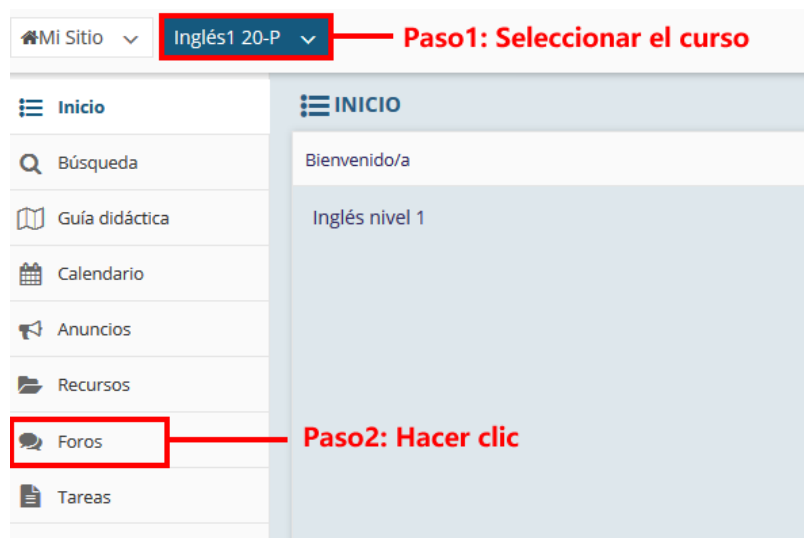 Mi Sitio
Inglés1 20-P
Paso1: Seleccionar el curso
Inicio
INICIO
Búsqueda
Bienvenido/a
Guía didáctica
Inglés nivel 1
Calendario
Anuncios
Recursos
Foros
Paso2: Hacer clic
Tareas